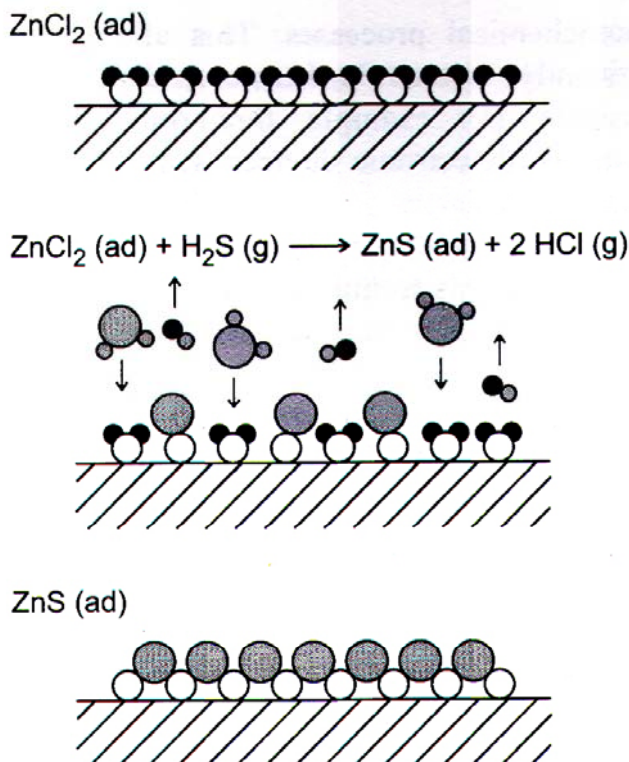 ZnCl₂ (ad)
ZnCl₂ (ad) + H₂S (g) ⟶ ZnS (ad) + 2 HCl (g)
ZnS (ad)